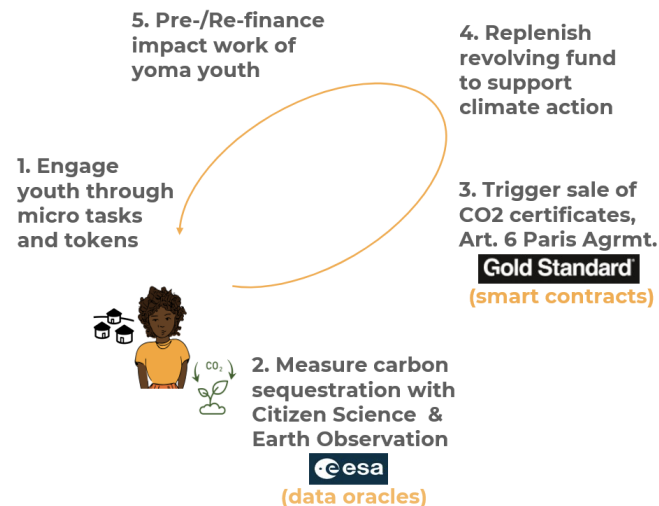 5. Pre-/Re-finance
impact work of
yoma youth
4. Replenish
revolving fund
to support
climate action
1. Engage
youth through
micro tasks
and tokens
3. Trigger sale of
CO2 certificates,
Art. 6 Paris Agrmt.
Gold Standard®
(smart contracts)
CO₂
2. Measure carbon
sequestration with
Citizen Science &
Earth Observation
esa
(data oracles)